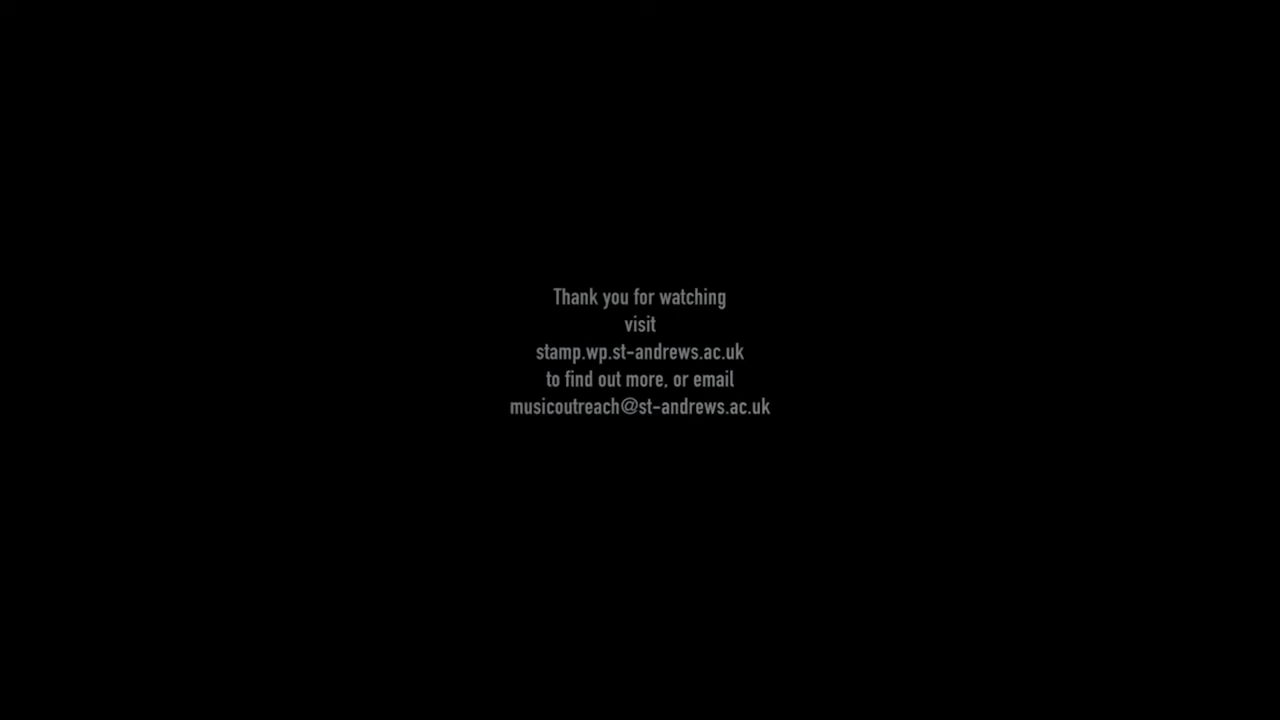 Thank you for watching
visit
stamp.wp.st-andrews.ac.uk
to find out more, or email
musicoutreach@st-andrews.ac.uk